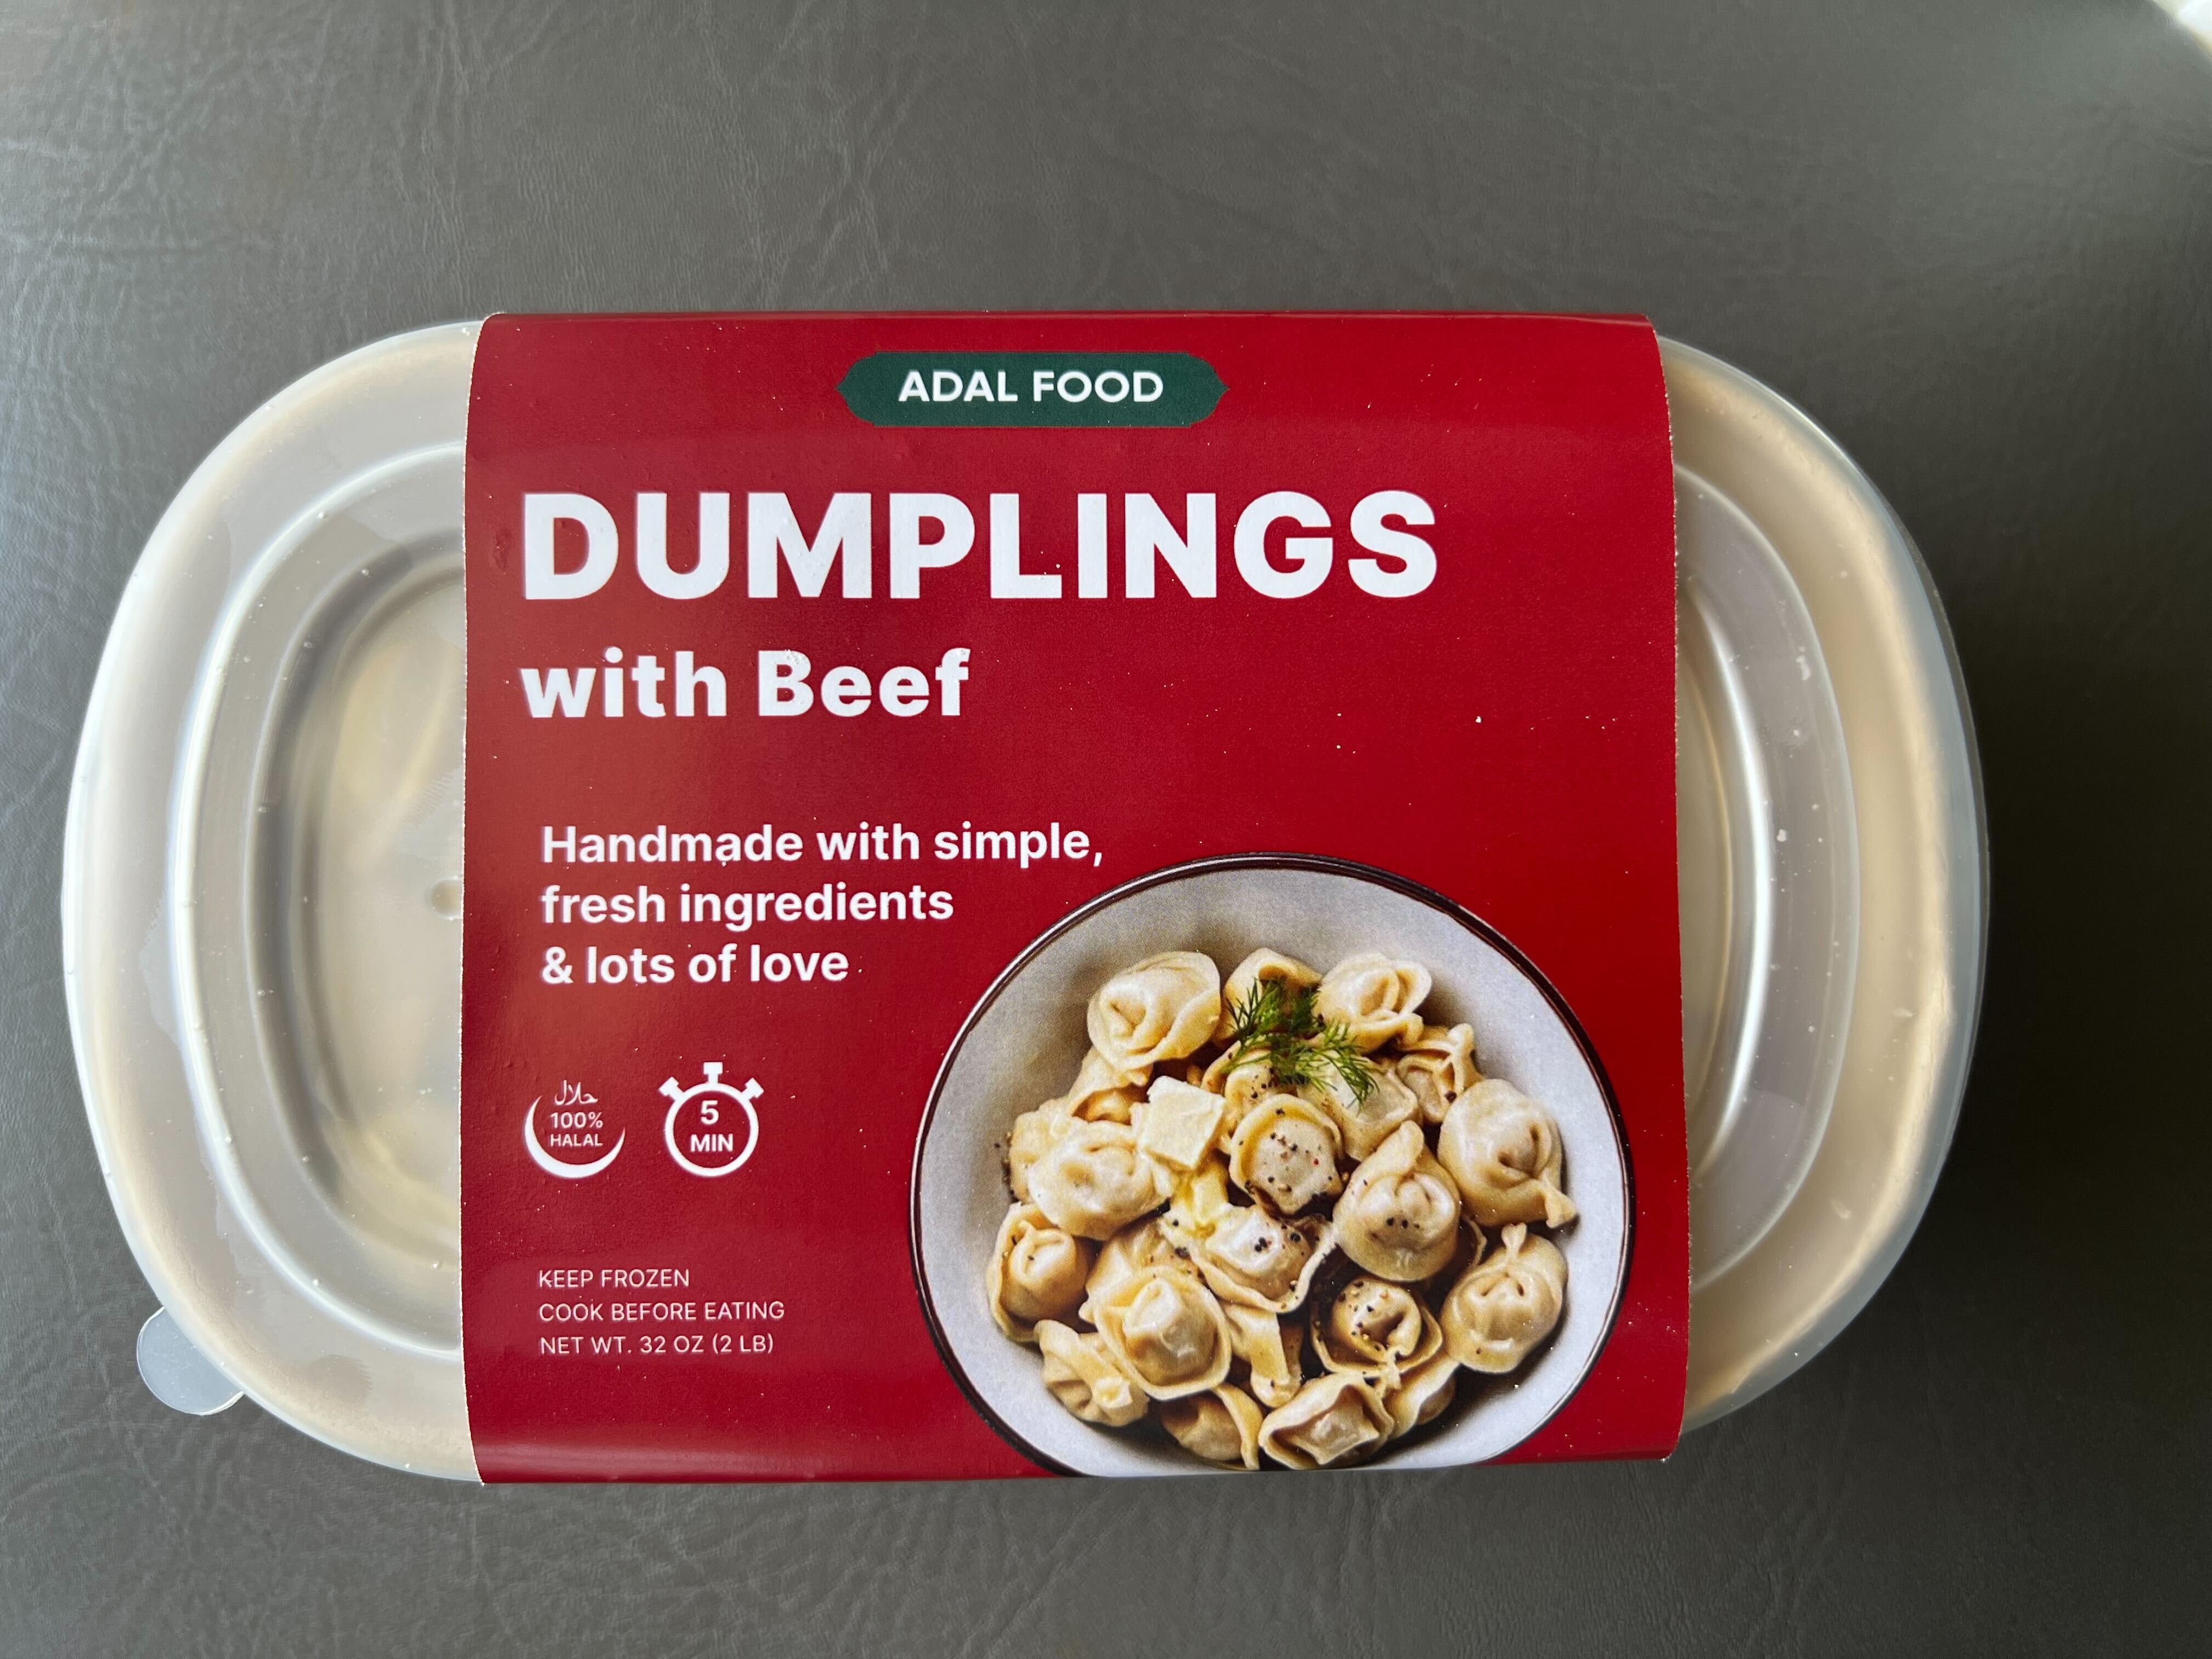 ADAL FOOD
DUMPLINGS
with Beef
Handmade with simple,
fresh ingredients
& lots of love
حلال
100%
HALAL
5
MIN
KEEP FROZEN
COOK BEFORE EATING
NET WT. 32 OZ (2 LB)